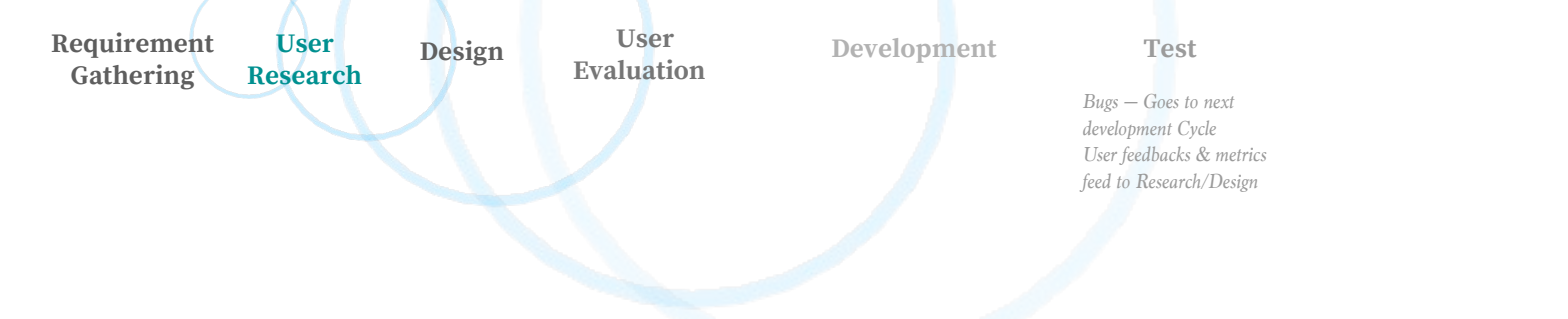 Requirement
Gathering
User
Research
Design
User
Evaluation
Development
Test
Bugs — Goes to next
development Cycle
User feedbacks & metrics
feed to Research/Design